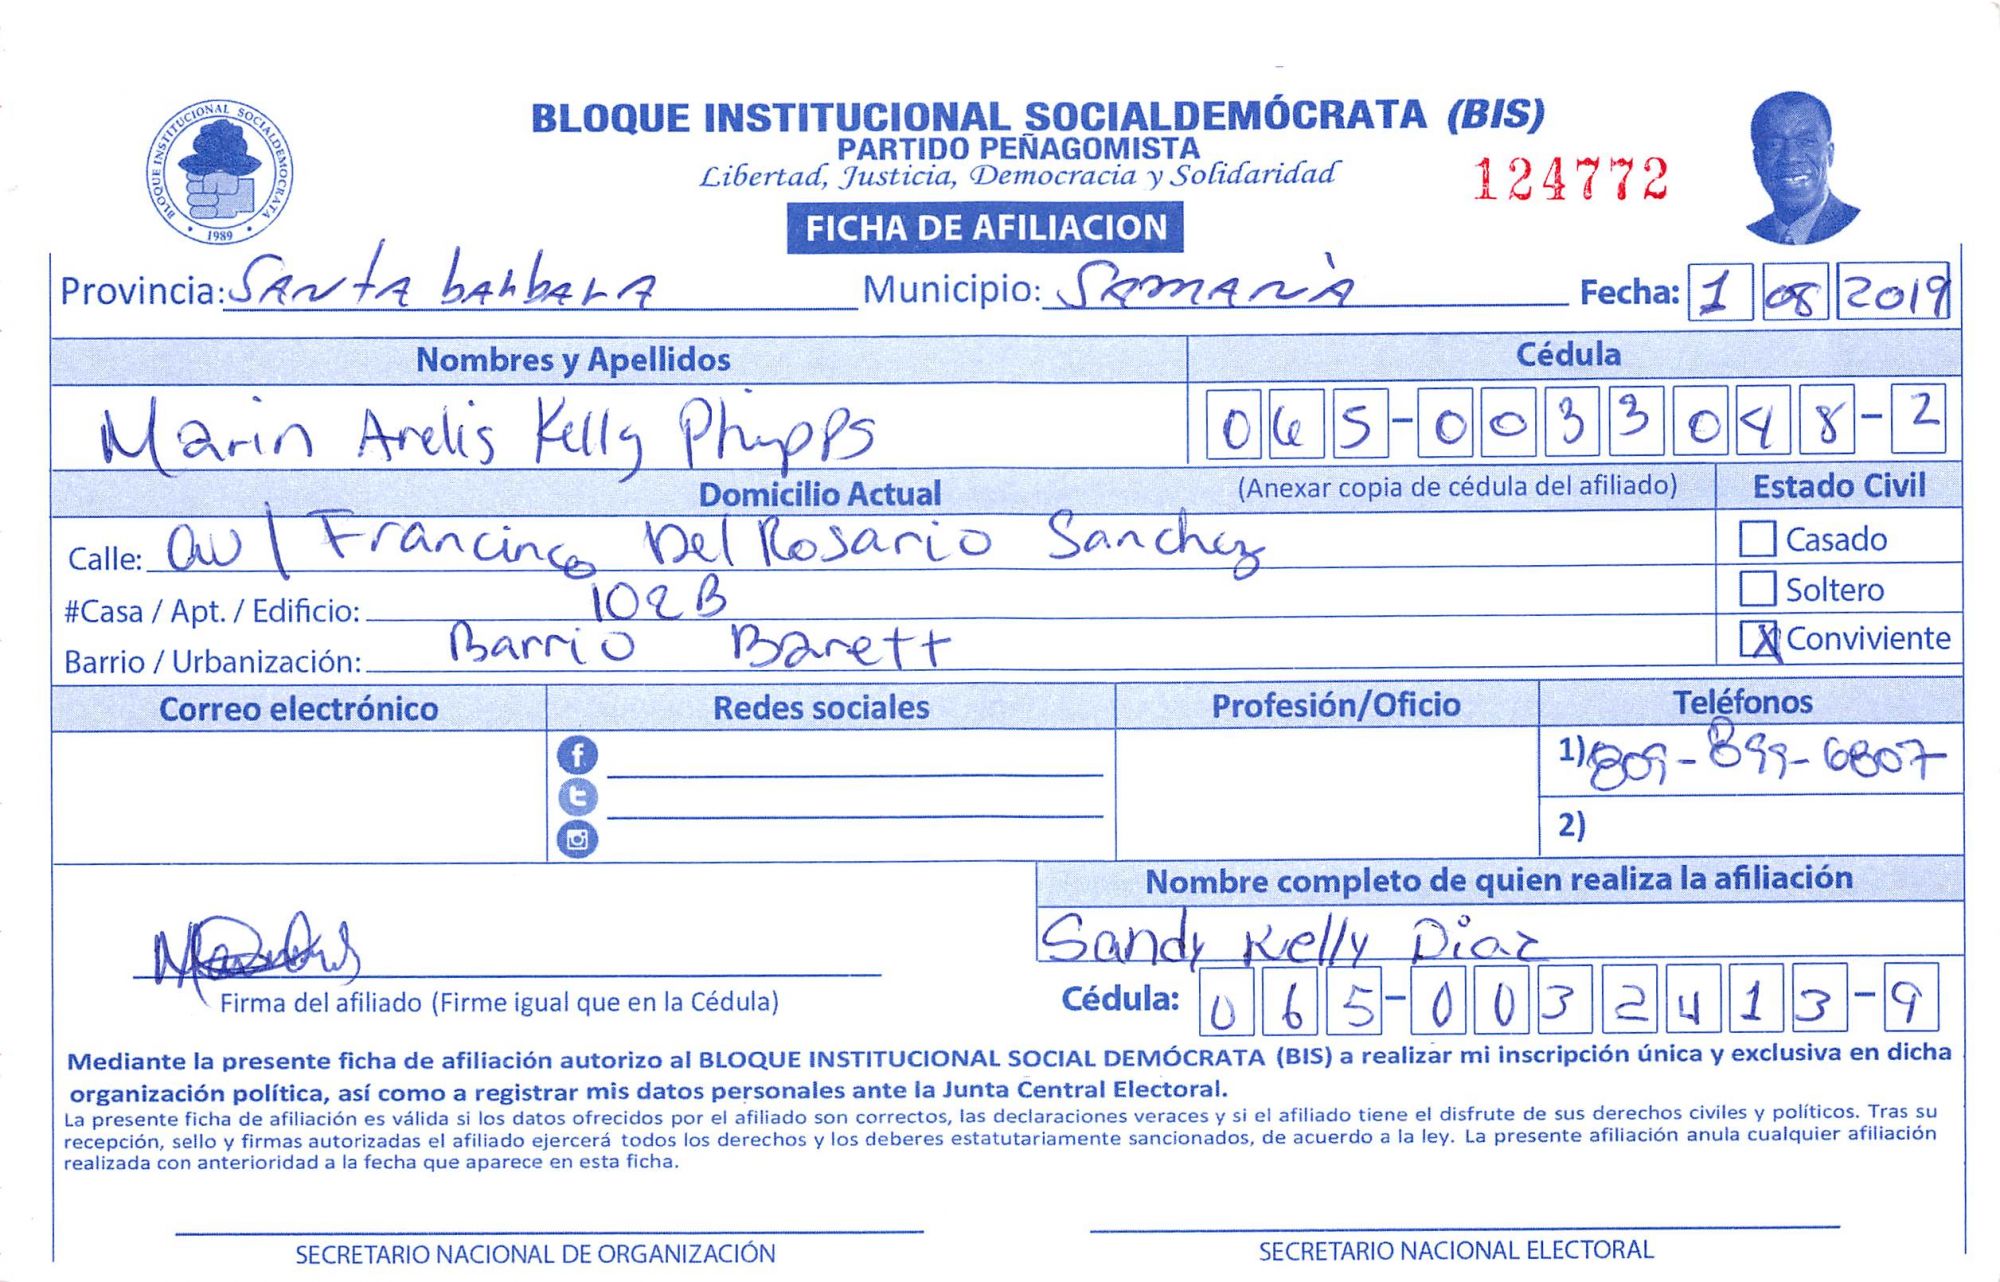 BLOQUE INSTITUCIONAL SOCIALDEMÓCRATA (BIS)
PARTIDO PEÑAGOMISTA
Libertad, Justicia, Democracia y Solidaridad
124772
BLOQUE INSTITUCIONAL SOCIALDEMOCRATA
1989
FICHA DE AFILIACION
Provincia: SANTA bARbARA Municipio: SAMANÀ Fecha: 1 08 2019
Nombres y Apellidos Cédula
Marin Arelis Kelly Phipps 065-0033048-2
Domicilio Actual (Anexar copia de cédula del afiliado) Estado Civil
Calle: av/ Francinco Del Rosario Sanchez Casado
#Casa / Apt. / Edificio: 102B Soltero
Barrio / Urbanización: Barrio Barett X Conviviente
Correo electrónico Redes sociales Profesión/Oficio Teléfonos
1) 809-899-6807
2)
Nombre completo de quien realiza la afiliación
Sandy Kelly Diaz
Firma del afiliado (Firme igual que en la Cédula) Cédula: 065-0032413-9
Mediante la presente ficha de afiliación autorizo al BLOQUE INSTITUCIONAL SOCIAL DEMÓCRATA (BIS) a realizar mi inscripción única y exclusiva en dicha
organización política, así como a registrar mis datos personales ante la Junta Central Electoral.
La presente ficha de afiliación es válida si los datos ofrecidos por el afiliado son correctos, las declaraciones veraces y si el afiliado tiene el disfrute de sus derechos civiles y políticos. Tras su
recepción, sello y firmas autorizadas el afiliado ejercerá todos los derechos y los deberes estatutariamente sancionados, de acuerdo a la ley. La presente afiliación anula cualquier afiliación
realizada con anterioridad a la fecha que aparece en esta ficha.
SECRETARIO NACIONAL DE ORGANIZACIÓN SECRETARIO NACIONAL ELECTORAL